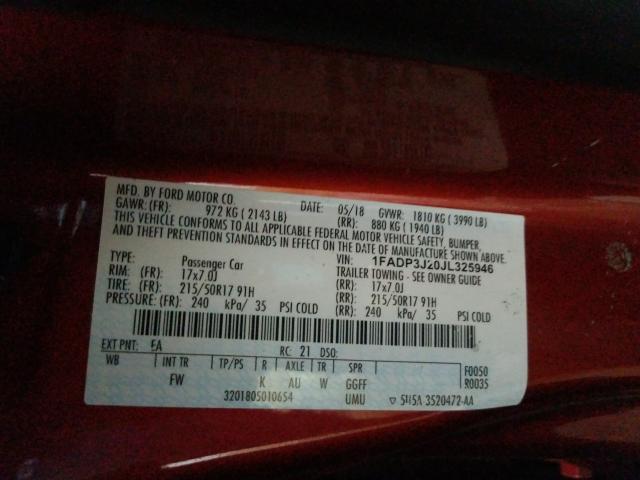 MFD. BY FORD MOTOR CO.
DATE: 05/18 GVWR: 1810 KG ( 3990 LB)
GAWR: (FR): 972 KG ( 2143 LB) (RR): 880 KG ( 1940 LB)
THIS VEHICLE CONFORMS TO ALL APPLICABLE FEDERAL MOTOR VEHICLE SAFETY, BUMPER,
AND THEFT PREVENTION STANDARDS IN EFFECT ON THE DATE OF MANUFACTURE SHOWN ABOVE.
VIN: 1FADP3J20JL325946
TYPE: Passenger Car TRAILER TOWING - SEE OWNER GUIDE
RIM: (FR): 17x7.0J (RR): 17x7.0J
TIRE: (FR): 215/50R17 91H (RR): 215/50R17 91H
PRESSURE: (FR): 240 kPa/ 35 PSI COLD (RR): 240 kPa/ 35 PSI COLD
EXT PNT: RC: 21 DSO:
WB INT TR TP/PS R AXLE TR SPR F0050
FW K AU W GGFF R0035
3201805010654 UMU 3520472-AA